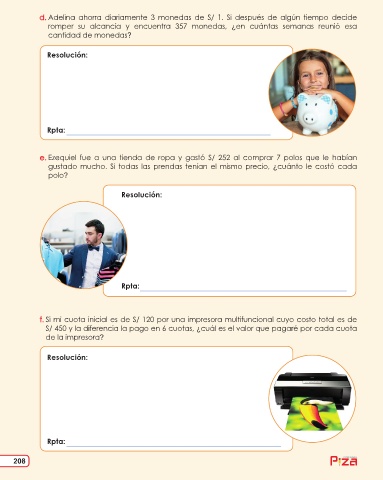 d. Adelina ahorra diariamente 3 monedas de S/ 1. Si después de algún tiempo decide
romper su alcancía y encuentra 357 monedas, ¿en cuántas semanas reunió esa
cantidad de monedas?
Resolución:
Rpta:
e. Ezequiel fue a una tienda de ropa y gastó S/ 252 al comprar 7 polos que le habían
gustado mucho. Si todas las prendas tenían el mismo precio, ¿cuánto le costó cada
polo?
Resolución:
Rpta:
f. Si mi cuota inicial es de S/ 120 por una impresora multifuncional cuyo costo total es de
S/ 450 y la diferencia la pago en 6 cuotas, ¿cuál es el valor que pagaré por cada cuota
de la impresora?
Resolución:
Rpta:
208